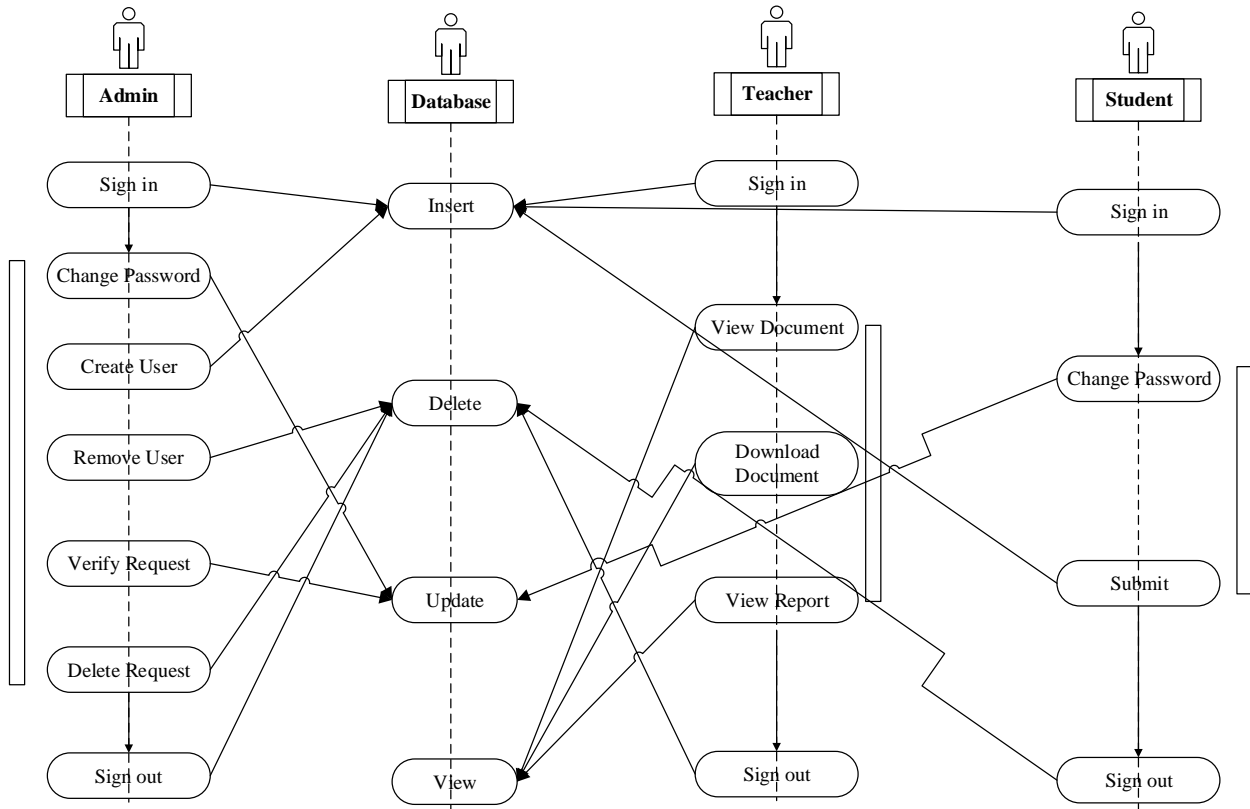 Admin
Database
Teacher
Student
Sign in
Insert
Sign in
Sign in
Change Password
View Document
Create User
Change Password
Delete
Remove User
Download
Document
Verify Request
Update
View Report
Submit
Delete Request
Sign out
View
Sign out
Sign out